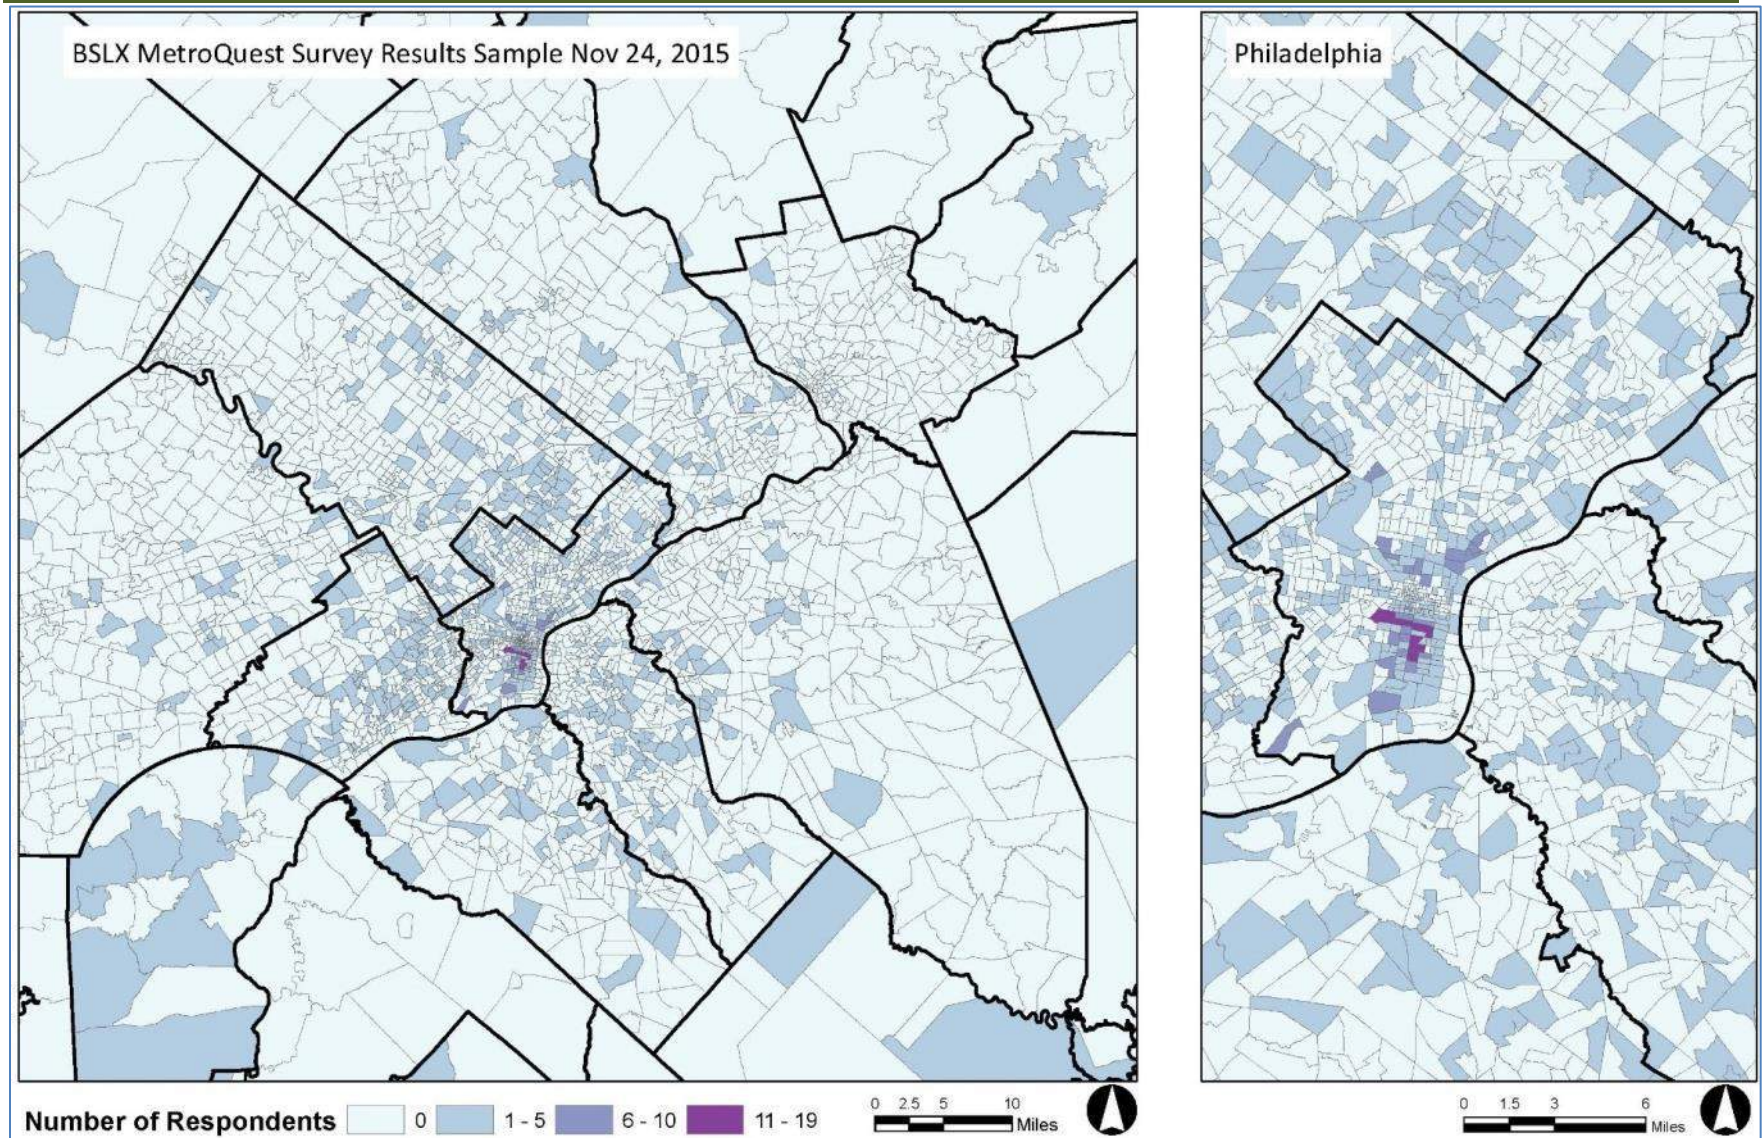 BSLX MetroQuest Survey Results Sample Nov 24, 2015
Philadelphia
Number of Respondents 0 1 - 5 6 - 10 11 - 19
0 2.5 5 10
Miles
0 1.5 3 6
Miles